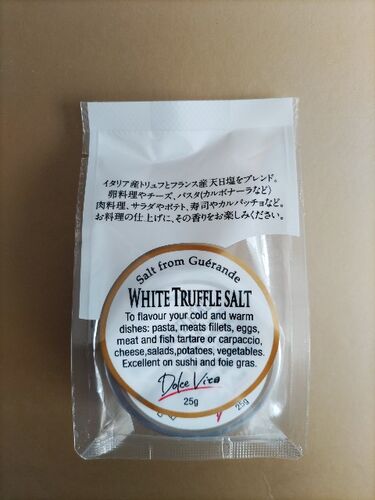 イタリア産トリュフとフランス産天日塩をブレンド。
卵料理やチーズ、パスタ(カルボナーラなど)
肉料理、サラダやポテト、寿司やカルパッチョなど。
お料理の仕上げに、その香りをお楽しみください。
Salt from Guérande
WHITE TRUFFLE SALT
To flavour your cold and warm
dishes: pasta, meats fillets, eggs,
meat and fish tartare or carpaccio,
cheese,salads,potatoes, vegetables.
Excellent on sushi and foie gras.
Dolce Vita
25g
25g